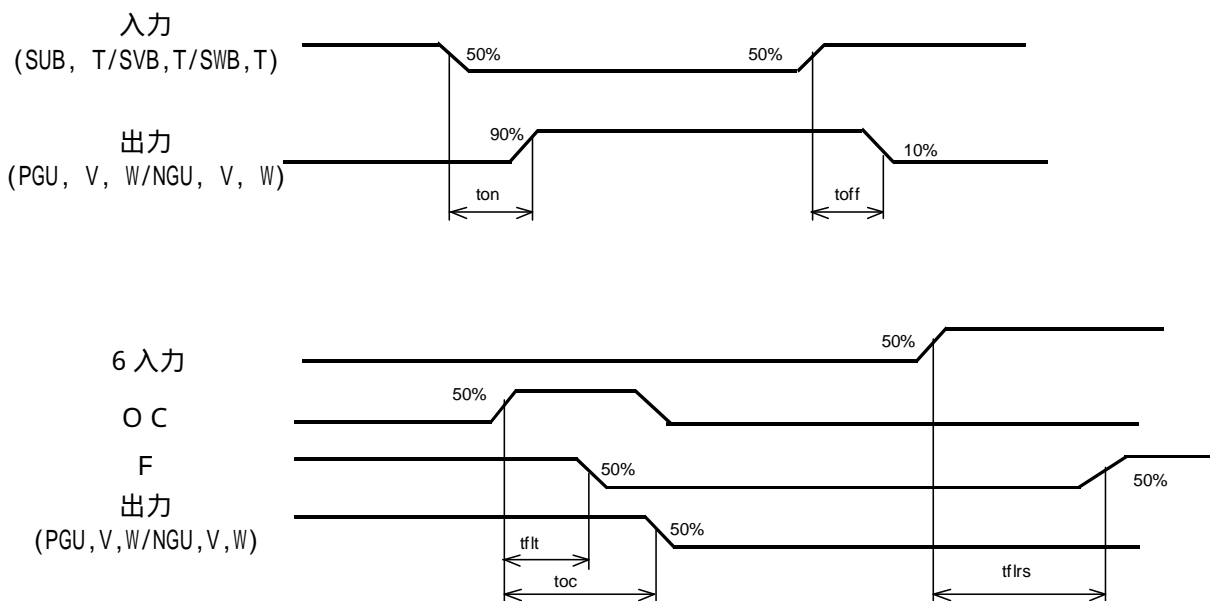 入力
(SUB, T/SVB,T/SWB,T)
50%
50%
出力
(PGU, V, W/NGU, V, W)
90%
10%
ton
toff
6 入力
50%
O C
50%
F
50%
50%
出力
(PGU,V,W/NGU,V,W)
50%
tflt
toc
tflrs